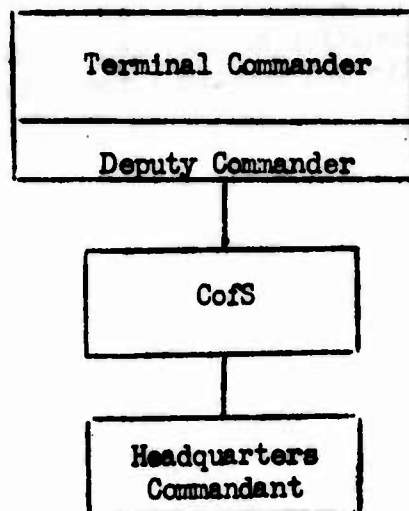 Terminal Commander
Deputy Commander
CofS
Headquarters
Commandant